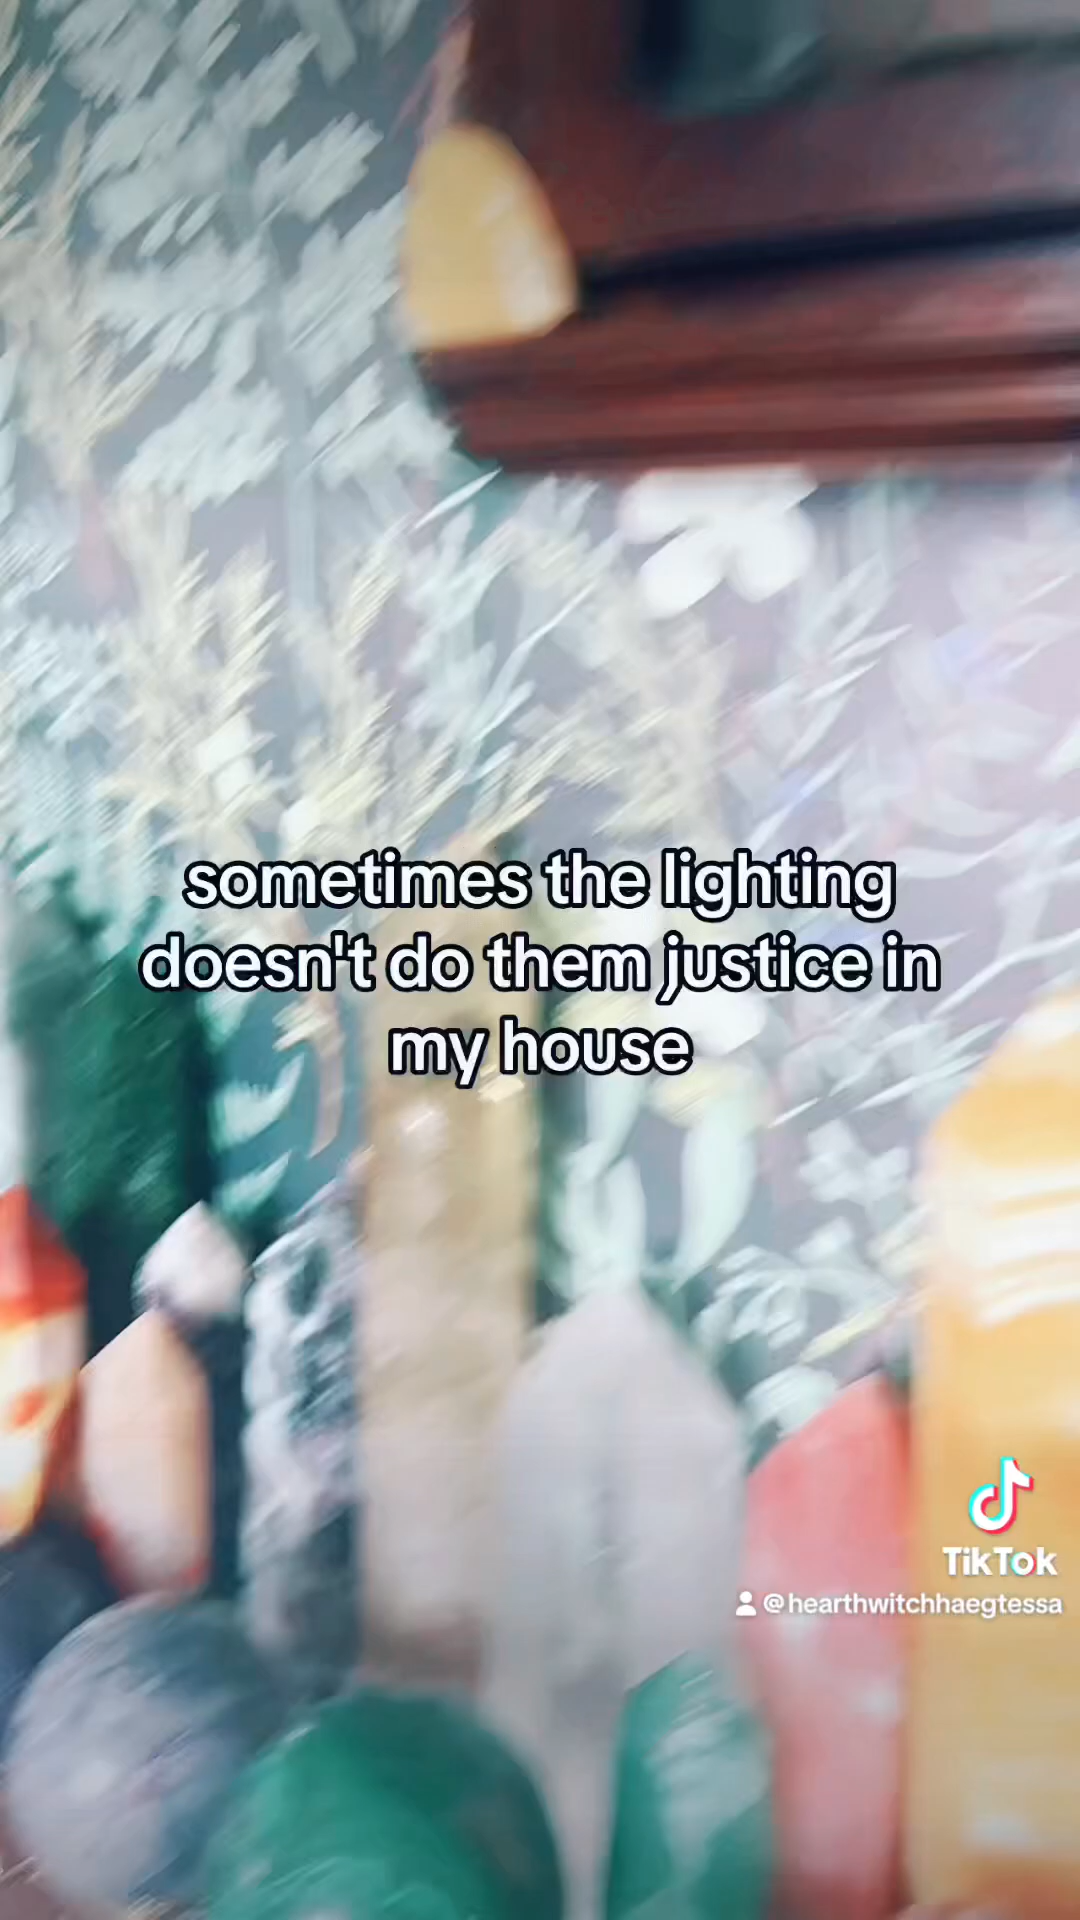 sometimes the lighting
doesn't do them justice in
my house
TikTok
@hearthwitchhaegtessa